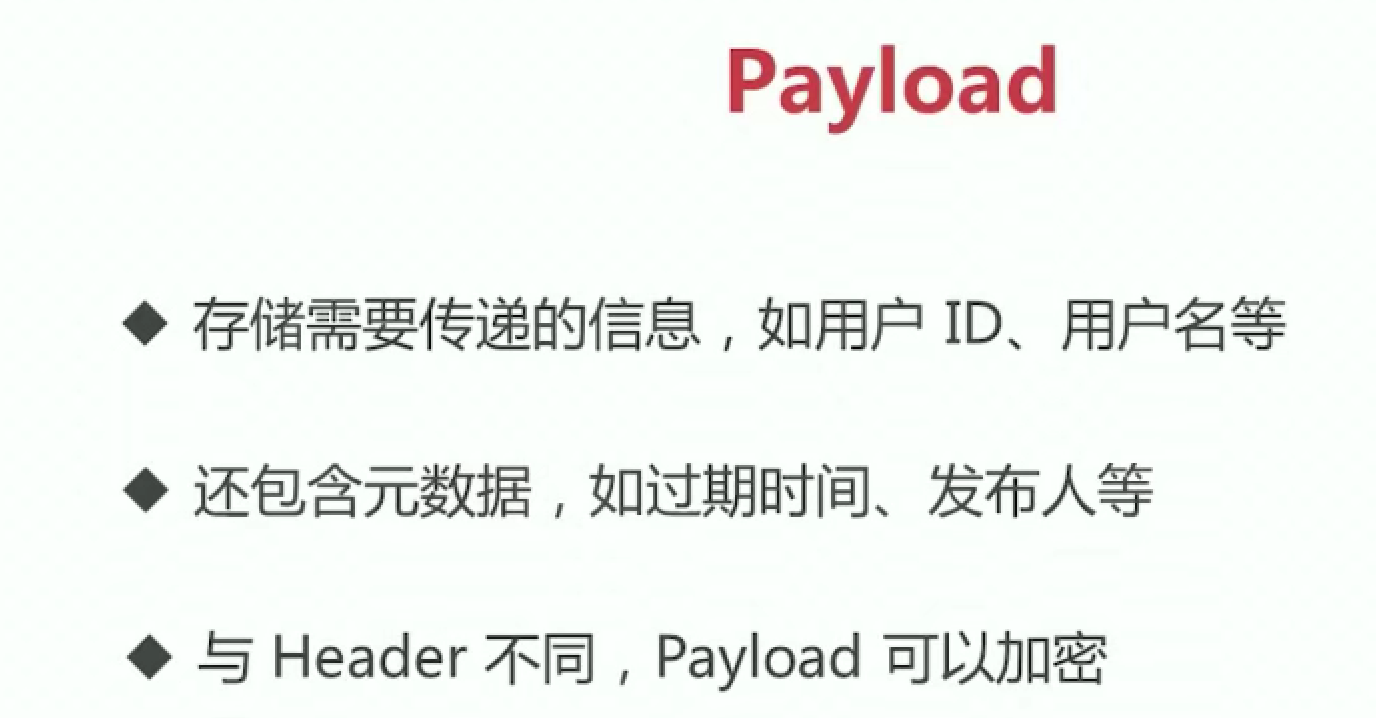 Payload
◆ 存储需要传递的信息，如用户 ID、用户名等
◆ 还包含元数据，如过期时间、发布人等
◆ 与 Header 不同，Payload 可以加密